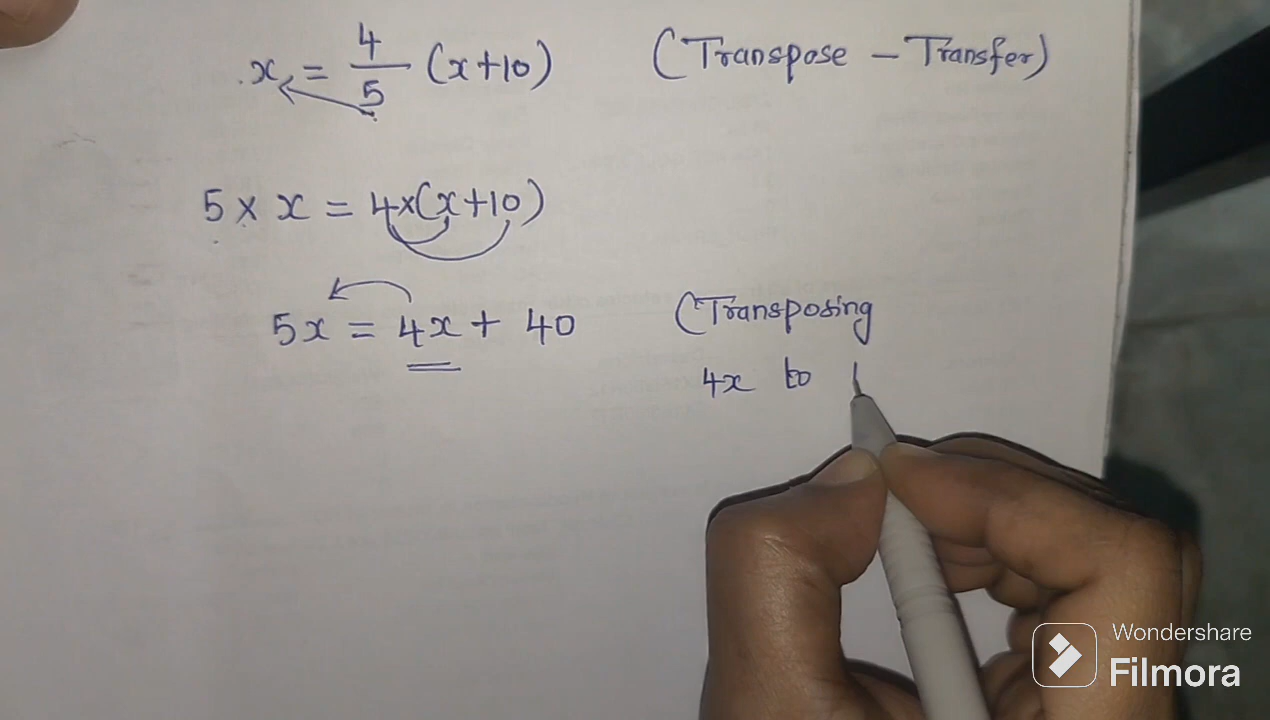 x = 4/5 (x+10) (Transpose – Transfer)
5 × x = 4×(x+10)
5x = 4x + 40 (Transposing
4x to
Wondershare
Filmora